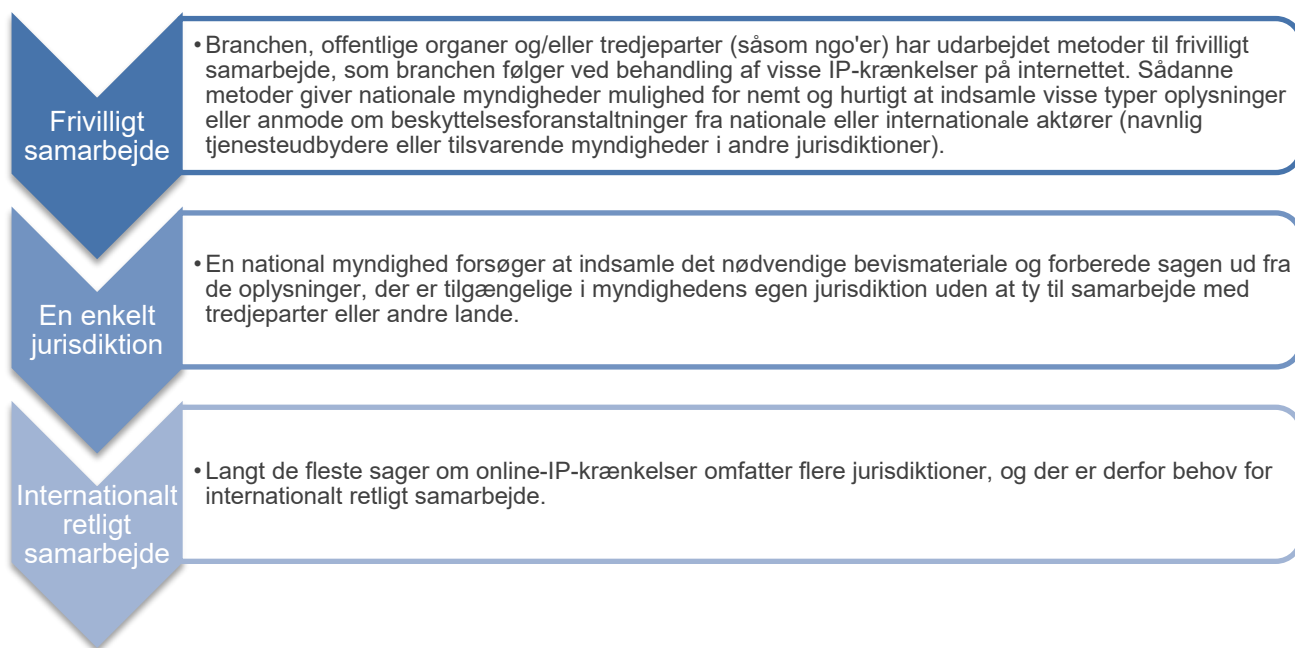 Frivilligt
samarbejde
• Branchen, offentlige organer og/eller tredjeparter (såsom ngo'er) har udarbejdet metoder til frivilligt
samarbejde, som branchen følger ved behandling af visse IP-krænkelser på internettet. Sådanne
metoder giver nationale myndigheder mulighed for nemt og hurtigt at indsamle visse typer oplysninger
eller anmode om beskyttelsesforanstaltninger fra nationale eller internationale aktører (navnlig
tjenesteudbydere eller tilsvarende myndigheder i andre jurisdiktioner).
En enkelt
jurisdiktion
• En national myndighed forsøger at indsamle det nødvendige bevismateriale og forberede sagen ud fra
de oplysninger, der er tilgængelige i myndighedens egen jurisdiktion uden at ty til samarbejde med
tredjeparter eller andre lande.
Internationalt
retligt
samarbejde
• Langt de fleste sager om online-IP-krænkelser omfatter flere jurisdiktioner, og der er derfor behov for
internationalt retligt samarbejde.